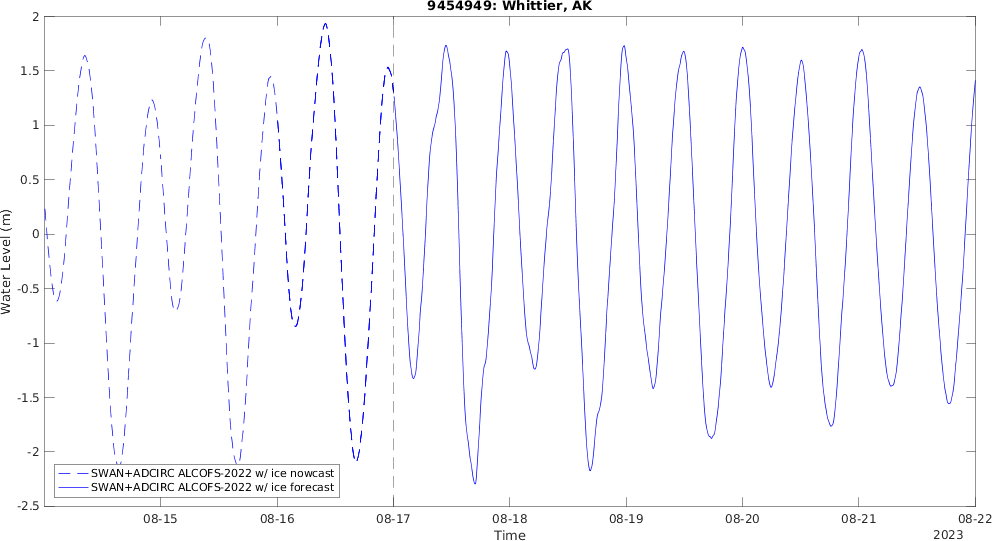 9454949: Whittier, AK
2
1.5
1
0.5
0
-0.5
-1
-1.5
-2
-2.5
Water Level (m)
SWAN+ADCIRC ALCOFS-2022 w/ ice nowcast
SWAN+ADCIRC ALCOFS-2022 w/ ice forecast
08-15 08-16 08-17 08-18 08-19 08-20 08-21 08-22
Time
2023